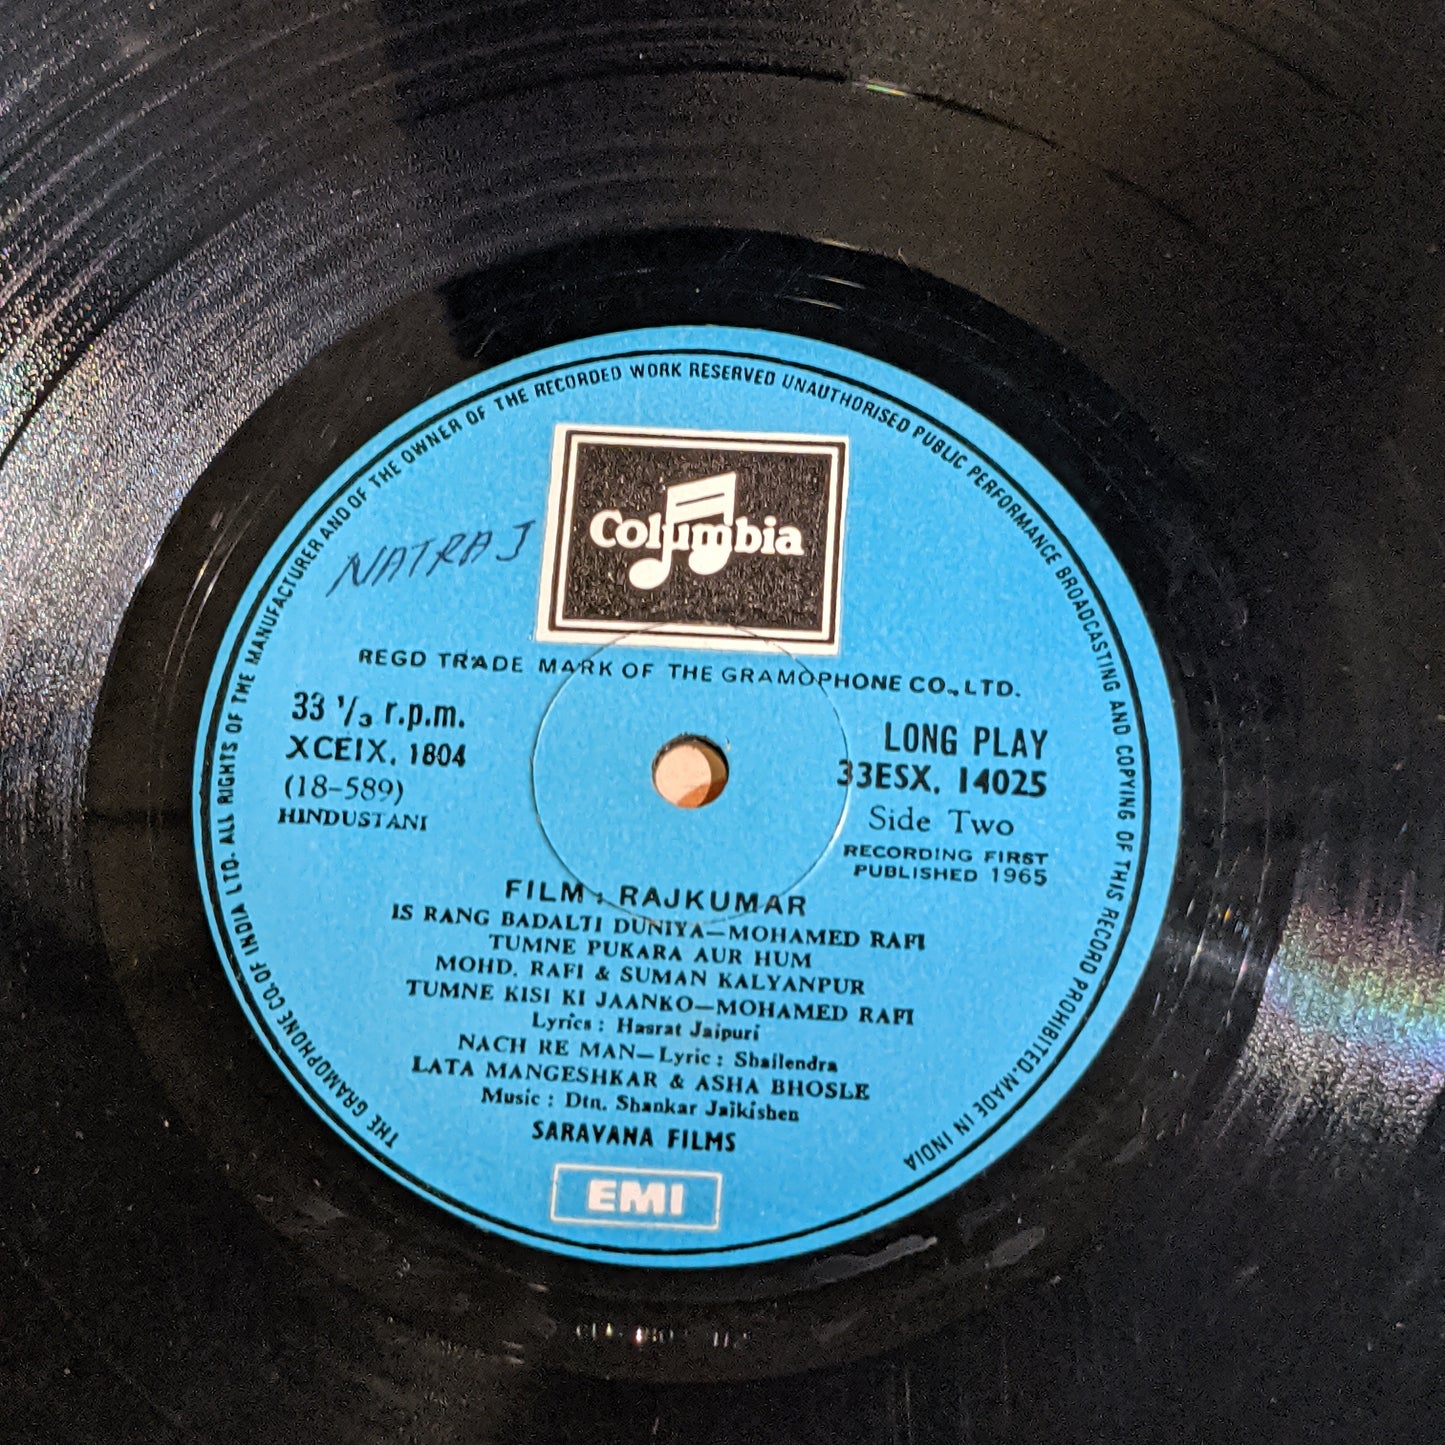 THE GRAMOPHONE CO. OF INDIA LTD. ALL RIGHTS OF THE MANUFACTURER AND OF THE OWNER OF THE RECORDED WORK RESERVED UNAUTHORISED PUBLIC PERFORMANCE BROADCASTING AND COPYING OF THIS RECORD PROHIBITED. MADE IN INDIA
Columbia
NATRAJ
REGD TRADE MARK OF THE GRAMOPHONE CO., LTD.
33 1/3 r.p.m.
XCEIX. 1804
(18-589)
HINDUSTANI
LONG PLAY
33ESX. 14025
Side Two
RECORDING FIRST
PUBLISHED 1965
FILM : RAJKUMAR
IS RANG BADALTI DUNIYA—MOHAMED RAFI
TUMNE PUKARA AUR HUM
MOHD. RAFI & SUMAN KALYANPUR
TUMNE KISI KI JAANKO—MOHAMED RAFI
Lyrics : Hasrat Jaipuri
NACH RE MAN—Lyric : Shailendra
LATA MANGESHKAR & ASHA BHOSLE
Music : Dtn. Shankar Jaikishen
SARAVANA FILMS
EMI